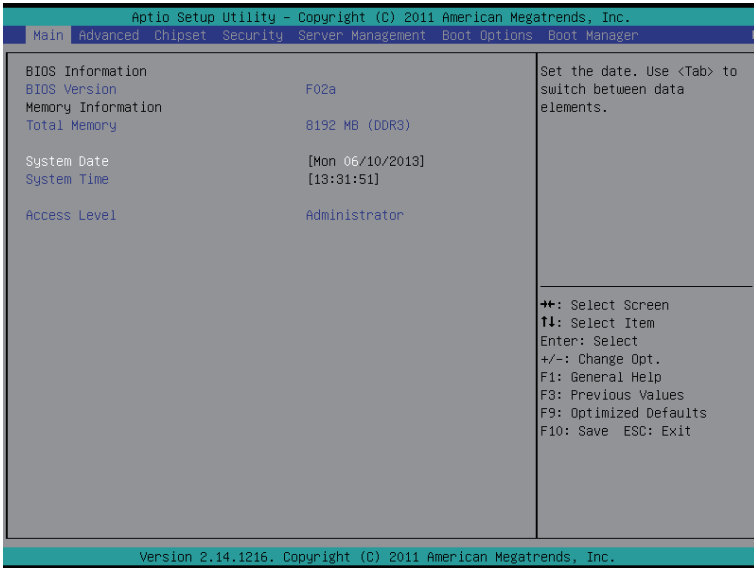 Aptio Setup Utility – Copyright (C) 2011 American Megatrends, Inc.
Main Advanced Chipset Security Server Management Boot Options Boot Manager
BIOS Information
BIOS Version F02a
Memory Information
Total Memory 8192 MB (DDR3)
System Date [Mon 06/10/2013]
System Time [13:31:51]
Access Level Administrator
Set the date. Use <Tab> to
switch between data
elements.
→←: Select Screen
↑↓: Select Item
Enter: Select
+/-: Change Opt.
F1: General Help
F3: Previous Values
F9: Optimized Defaults
F10: Save ESC: Exit
Version 2.14.1216. Copyright (C) 2011 American Megatrends, Inc.